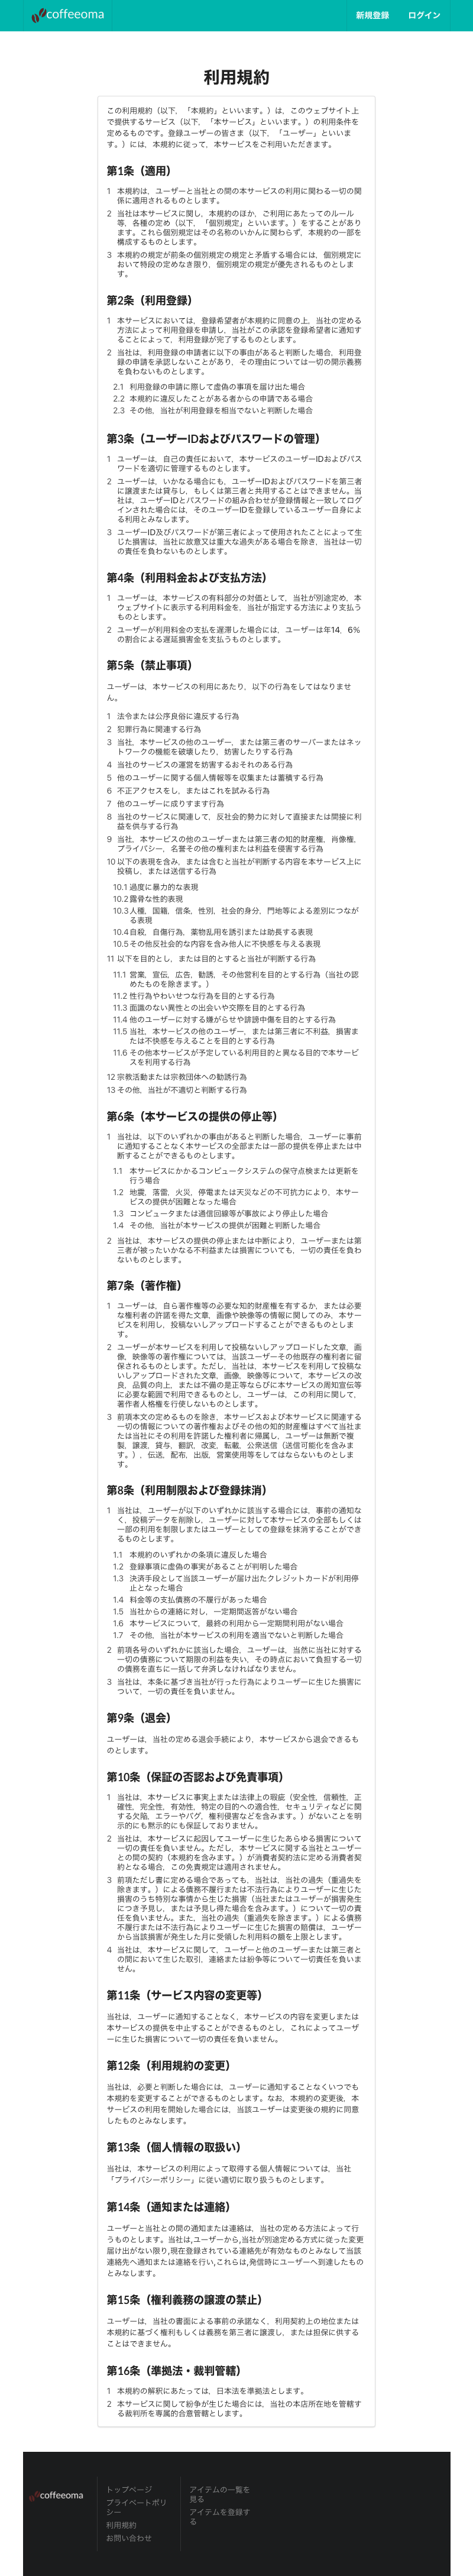 coffeeoma
新規登録 ログイン
利用規約
この利用規約（以下，「本規約」といいます。）は，このウェブサイト上
で提供するサービス（以下，「本サービス」といいます。）の利用条件を
定めるものです。登録ユーザーの皆さま（以下，「ユーザー」といいま
す。）には，本規約に従って，本サービスをご利用いただきます。
第1条（適用）
1 本規約は，ユーザーと当社との間の本サービスの利用に関わる一切の関
係に適用されるものとします。
2 当社は本サービスに関し，本規約のほか，ご利用にあたってのルール
等，各種の定め（以下，「個別規定」といいます。）をすることがあり
ます。これら個別規定はその名称のいかんに関わらず，本規約の一部を
構成するものとします。
3 本規約の規定が前条の個別規定の規定と矛盾する場合には，個別規定に
おいて特段の定めなき限り，個別規定の規定が優先されるものとしま
す。
第2条（利用登録）
1 本サービスにおいては，登録希望者が本規約に同意の上，当社の定める
方法によって利用登録を申請し，当社がこの承認を登録希望者に通知す
ることによって，利用登録が完了するものとします。
2 当社は，利用登録の申請者に以下の事由があると判断した場合，利用登
録の申請を承認しないことがあり，その理由については一切の開示義務
を負わないものとします。
2.1 利用登録の申請に際して虚偽の事項を届け出た場合
2.2 本規約に違反したことがある者からの申請である場合
2.3 その他，当社が利用登録を相当でないと判断した場合
第3条（ユーザーIDおよびパスワードの管理）
1 ユーザーは，自己の責任において，本サービスのユーザーIDおよびパス
ワードを適切に管理するものとします。
2 ユーザーは，いかなる場合にも，ユーザーIDおよびパスワードを第三者
に譲渡または貸与し，もしくは第三者と共用することはできません。当
社は，ユーザーIDとパスワードの組み合わせが登録情報と一致してログ
インされた場合には，そのユーザーIDを登録しているユーザー自身によ
る利用とみなします。
3 ユーザーID及びパスワードが第三者によって使用されたことによって生
じた損害は，当社に故意又は重大な過失がある場合を除き，当社は一切
の責任を負わないものとします。
第4条（利用料金および支払方法）
1 ユーザーは，本サービスの有料部分の対価として，当社が別途定め，本
ウェブサイトに表示する利用料金を，当社が指定する方法により支払う
ものとします。
2 ユーザーが利用料金の支払を遅滞した場合には，ユーザーは年14．6％
の割合による遅延損害金を支払うものとします。
第5条（禁止事項）
ユーザーは，本サービスの利用にあたり，以下の行為をしてはなりませ
ん。
1 法令または公序良俗に違反する行為
2 犯罪行為に関連する行為
3 当社，本サービスの他のユーザー，または第三者のサーバーまたはネッ
トワークの機能を破壊したり，妨害したりする行為
4 当社のサービスの運営を妨害するおそれのある行為
5 他のユーザーに関する個人情報等を収集または蓄積する行為
6 不正アクセスをし，またはこれを試みる行為
7 他のユーザーに成りすます行為
8 当社のサービスに関連して，反社会的勢力に対して直接または間接に利
益を供与する行為
9 当社，本サービスの他のユーザーまたは第三者の知的財産権，肖像権，
プライバシー，名誉その他の権利または利益を侵害する行為
10 以下の表現を含み，または含むと当社が判断する内容を本サービス上に
投稿し，または送信する行為
10.1 過度に暴力的な表現
10.2 露骨な性的表現
10.3 人種，国籍，信条，性別，社会的身分，門地等による差別につなが
る表現
10.4 自殺，自傷行為，薬物乱用を誘引または助長する表現
10.5 その他反社会的な内容を含み他人に不快感を与える表現
11 以下を目的とし，または目的とすると当社が判断する行為
11.1 営業，宣伝，広告，勧誘，その他営利を目的とする行為（当社の認
めたものを除きます。）
11.2 性行為やわいせつな行為を目的とする行為
11.3 面識のない異性との出会いや交際を目的とする行為
11.4 他のユーザーに対する嫌がらせや誹謗中傷を目的とする行為
11.5 当社，本サービスの他のユーザー，または第三者に不利益，損害ま
たは不快感を与えることを目的とする行為
11.6 その他本サービスが予定している利用目的と異なる目的で本サービ
スを利用する行為
12 宗教活動または宗教団体への勧誘行為
13 その他，当社が不適切と判断する行為
第6条（本サービスの提供の停止等）
1 当社は，以下のいずれかの事由があると判断した場合，ユーザーに事前
に通知することなく本サービスの全部または一部の提供を停止または中
断することができるものとします。
1.1 本サービスにかかるコンピュータシステムの保守点検または更新を
行う場合
1.2 地震，落雷，火災，停電または天災などの不可抗力により，本サー
ビスの提供が困難となった場合
1.3 コンピュータまたは通信回線等が事故により停止した場合
1.4 その他，当社が本サービスの提供が困難と判断した場合
2 当社は，本サービスの提供の停止または中断により，ユーザーまたは第
三者が被ったいかなる不利益または損害についても，一切の責任を負わ
ないものとします。
第7条（著作権）
1 ユーザーは，自ら著作権等の必要な知的財産権を有するか，または必要
な権利者の許諾を得た文章，画像や映像等の情報に関してのみ，本サー
ビスを利用し，投稿ないしアップロードすることができるものとしま
す。
2 ユーザーが本サービスを利用して投稿ないしアップロードした文章，画
像，映像等の著作権については，当該ユーザーその他既存の権利者に留
保されるものとします。ただし，当社は，本サービスを利用して投稿な
いしアップロードされた文章，画像，映像等について，本サービスの改
良，品質の向上，または不備の是正等ならびに本サービスの周知宣伝等
に必要な範囲で利用できるものとし，ユーザーは，この利用に関して，
著作者人格権を行使しないものとします。
3 前項本文の定めるものを除き，本サービスおよび本サービスに関連する
一切の情報についての著作権およびその他の知的財産権はすべて当社ま
たは当社にその利用を許諾した権利者に帰属し，ユーザーは無断で複
製，譲渡，貸与，翻訳，改変，転載，公衆送信（送信可能化を含みま
す。），伝送，配布，出版，営業使用等をしてはならないものとしま
す。
第8条（利用制限および登録抹消）
1 当社は，ユーザーが以下のいずれかに該当する場合には，事前の通知な
く，投稿データを削除し，ユーザーに対して本サービスの全部もしくは
一部の利用を制限しまたはユーザーとしての登録を抹消することができ
るものとします。
1.1 本規約のいずれかの条項に違反した場合
1.2 登録事項に虚偽の事実があることが判明した場合
1.3 決済手段として当該ユーザーが届け出たクレジットカードが利用停
止となった場合
1.4 料金等の支払債務の不履行があった場合
1.5 当社からの連絡に対し，一定期間返答がない場合
1.6 本サービスについて，最終の利用から一定期間利用がない場合
1.7 その他，当社が本サービスの利用を適当でないと判断した場合
2 前項各号のいずれかに該当した場合，ユーザーは，当然に当社に対する
一切の債務について期限の利益を失い，その時点において負担する一切
の債務を直ちに一括して弁済しなければなりません。
3 当社は，本条に基づき当社が行った行為によりユーザーに生じた損害に
ついて，一切の責任を負いません。
第9条（退会）
ユーザーは，当社の定める退会手続により，本サービスから退会できるも
のとします。
第10条（保証の否認および免責事項）
1 当社は，本サービスに事実上または法律上の瑕疵（安全性，信頼性，正
確性，完全性，有効性，特定の目的への適合性，セキュリティなどに関
する欠陥，エラーやバグ，権利侵害などを含みます。）がないことを明
示的にも黙示的にも保証しておりません。
2 当社は，本サービスに起因してユーザーに生じたあらゆる損害について
一切の責任を負いません。ただし，本サービスに関する当社とユーザー
との間の契約（本規約を含みます。）が消費者契約法に定める消費者契
約となる場合，この免責規定は適用されません。
3 前項ただし書に定める場合であっても，当社は，当社の過失（重過失を
除きます。）による債務不履行または不法行為によりユーザーに生じた
損害のうち特別な事情から生じた損害（当社またはユーザーが損害発生
につき予見し，または予見し得た場合を含みます。）について一切の責
任を負いません。また，当社の過失（重過失を除きます。）による債務
不履行または不法行為によりユーザーに生じた損害の賠償は，ユーザー
から当該損害が発生した月に受領した利用料の額を上限とします。
4 当社は，本サービスに関して，ユーザーと他のユーザーまたは第三者と
の間において生じた取引，連絡または紛争等について一切責任を負いま
せん。
第11条（サービス内容の変更等）
当社は，ユーザーに通知することなく，本サービスの内容を変更しまたは
本サービスの提供を中止することができるものとし，これによってユーザ
ーに生じた損害について一切の責任を負いません。
第12条（利用規約の変更）
当社は，必要と判断した場合には，ユーザーに通知することなくいつでも
本規約を変更することができるものとします。なお，本規約の変更後，本
サービスの利用を開始した場合には，当該ユーザーは変更後の規約に同意
したものとみなします。
第13条（個人情報の取扱い）
当社は，本サービスの利用によって取得する個人情報については，当社
「プライバシーポリシー」に従い適切に取り扱うものとします。
第14条（通知または連絡）
ユーザーと当社との間の通知または連絡は，当社の定める方法によって行
うものとします。当社は,ユーザーから,当社が別途定める方式に従った変更
届け出がない限り,現在登録されている連絡先が有効なものとみなして当該
連絡先へ通知または連絡を行い,これらは,発信時にユーザーへ到達したもの
とみなします。
第15条（権利義務の譲渡の禁止）
ユーザーは，当社の書面による事前の承諾なく，利用契約上の地位または
本規約に基づく権利もしくは義務を第三者に譲渡し，または担保に供する
ことはできません。
第16条（準拠法・裁判管轄）
1 本規約の解釈にあたっては，日本法を準拠法とします。
2 本サービスに関して紛争が生じた場合には，当社の本店所在地を管轄す
る裁判所を専属的合意管轄とします。
coffeeoma
トップページ
プライベートポリ
シー
利用規約
お問い合わせ
アイテムの一覧を
見る
アイテムを登録す
る